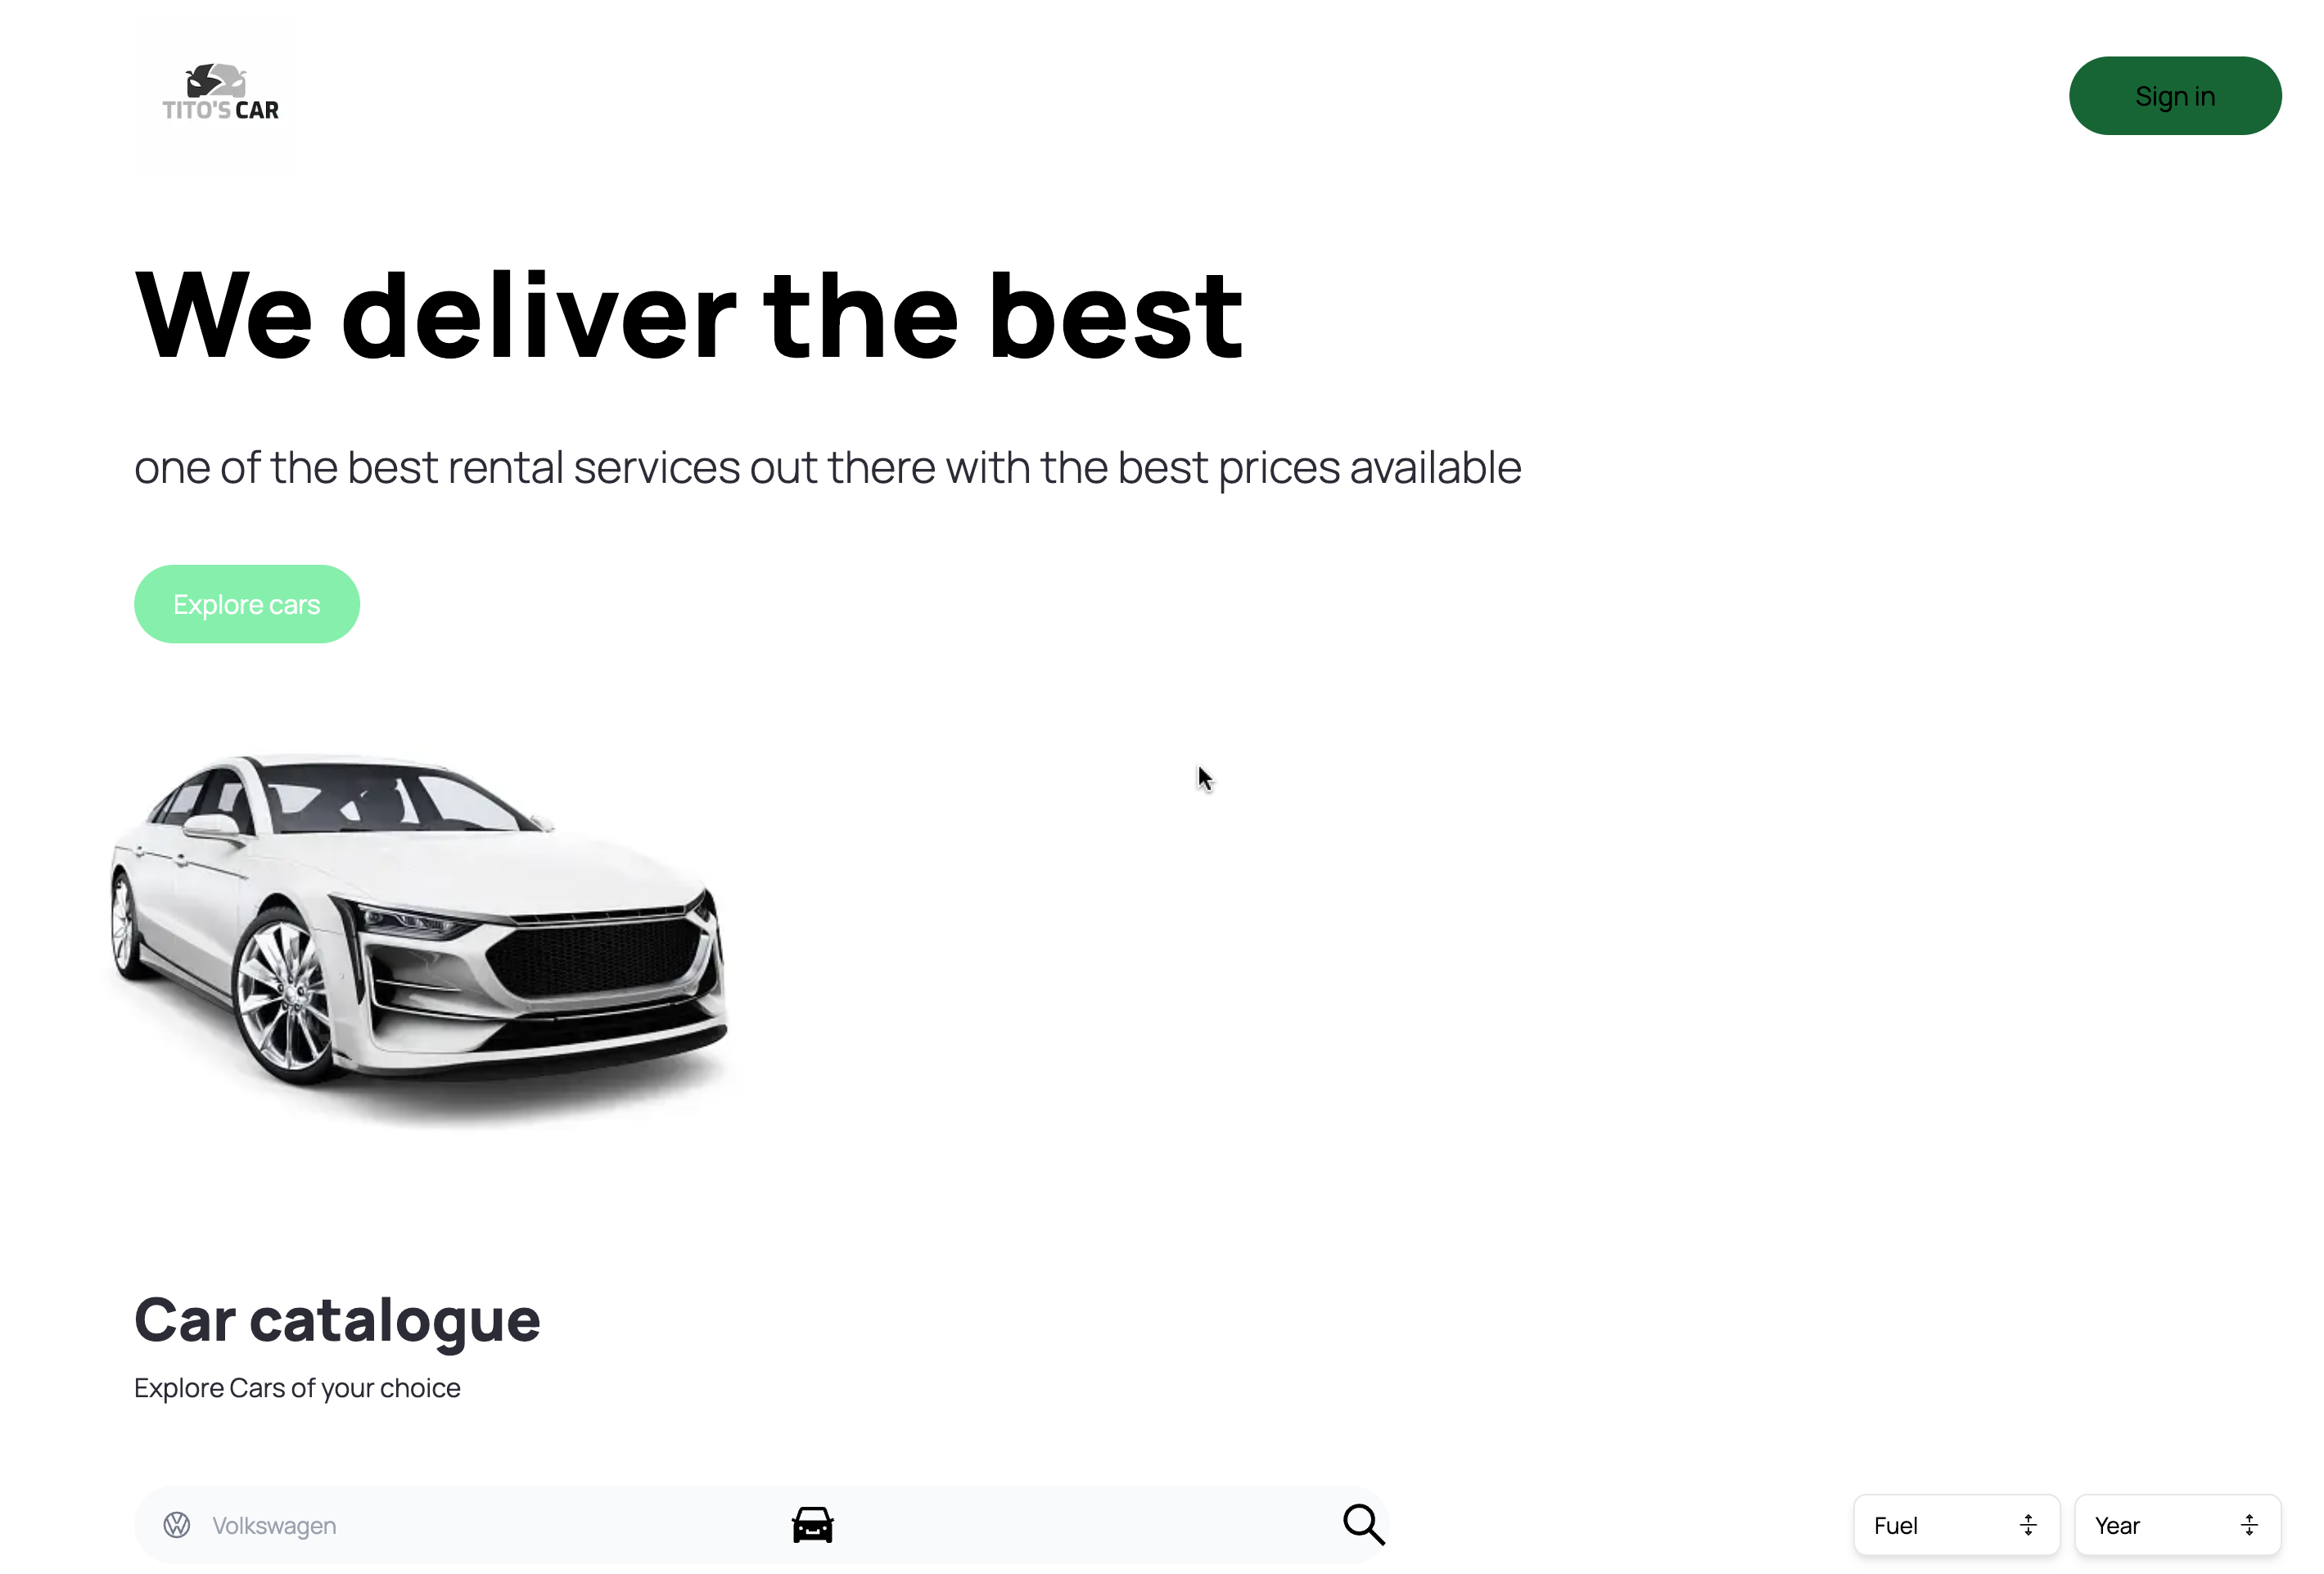 TITO'S CAR
Sign in
We deliver the best
one of the best rental services out there with the best prices available
Explore cars
Car catalogue
Explore Cars of your choice
Volkswagen
Fuel
Year